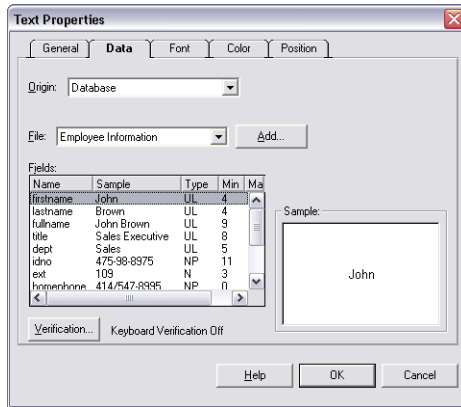 Text Properties
General Data Font Color Position
Origin: Database
File: Employee Information Add...
Fields:
Name Sample Type Min Ma
firstname John UL 4
lastname Brown UL 4
fullname John Brown UL 9
title Sales Executive UL 8
dept Sales UL 5
idno 475-98-8975 NP 11
ext 109 N 3
homephone 414/547-8995 NP 0
Sample:
John
Verification... Keyboard Verification Off
Help OK Cancel